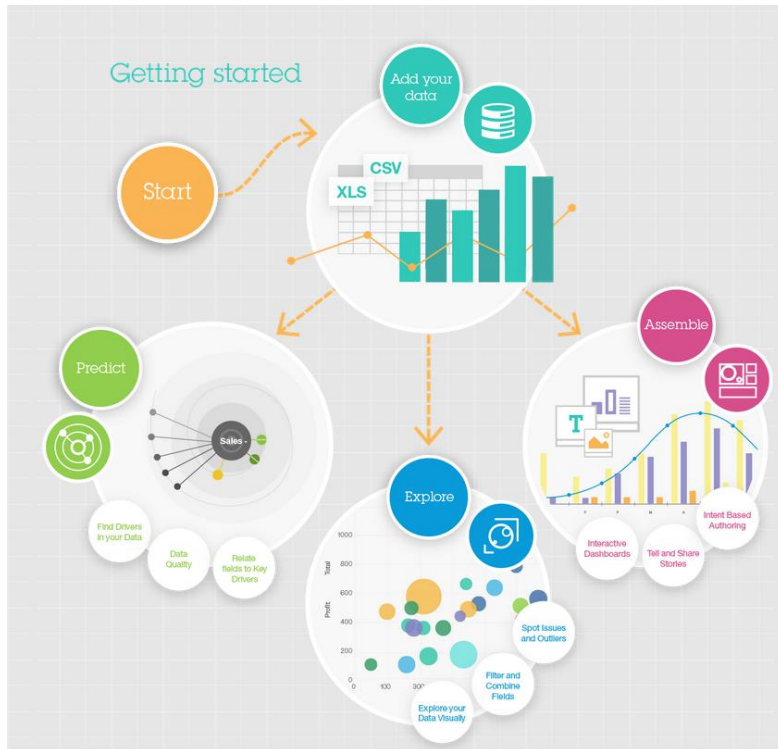 Getting started
Add your
data
Start
CSV
XLS
Predict
Sales -
Find Drivers
in your Data
Data
Quality
Relate
fields to Key
Drivers
Explore
1000
800
600
400
200
0
Total
Profit
0
100
Spot Issues
and Outliers
Filter and
Combine
Fields
Explore your
Data Visually
Assemble
T
F
M
Interactive
Dashboards
Tell and Share
Stories
Intent Based
Authoring